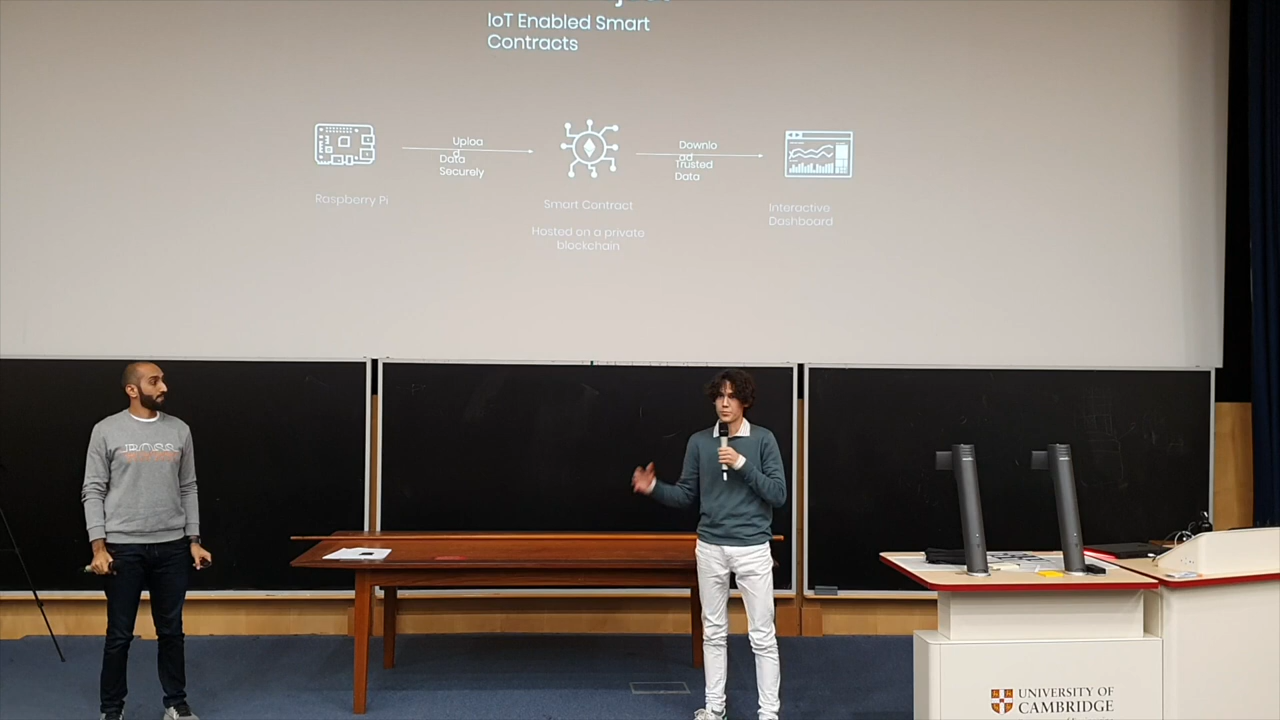 IoT Enabled Smart
Contracts
Uploa
d
Data
Securely
Downlo
ad
Trusted
Data
Raspberry Pi
Smart Contract
Interactive
Dashboard
Hosted on a private
blockchain
BOSS
UNIVERSITY OF
CAMBRIDGE